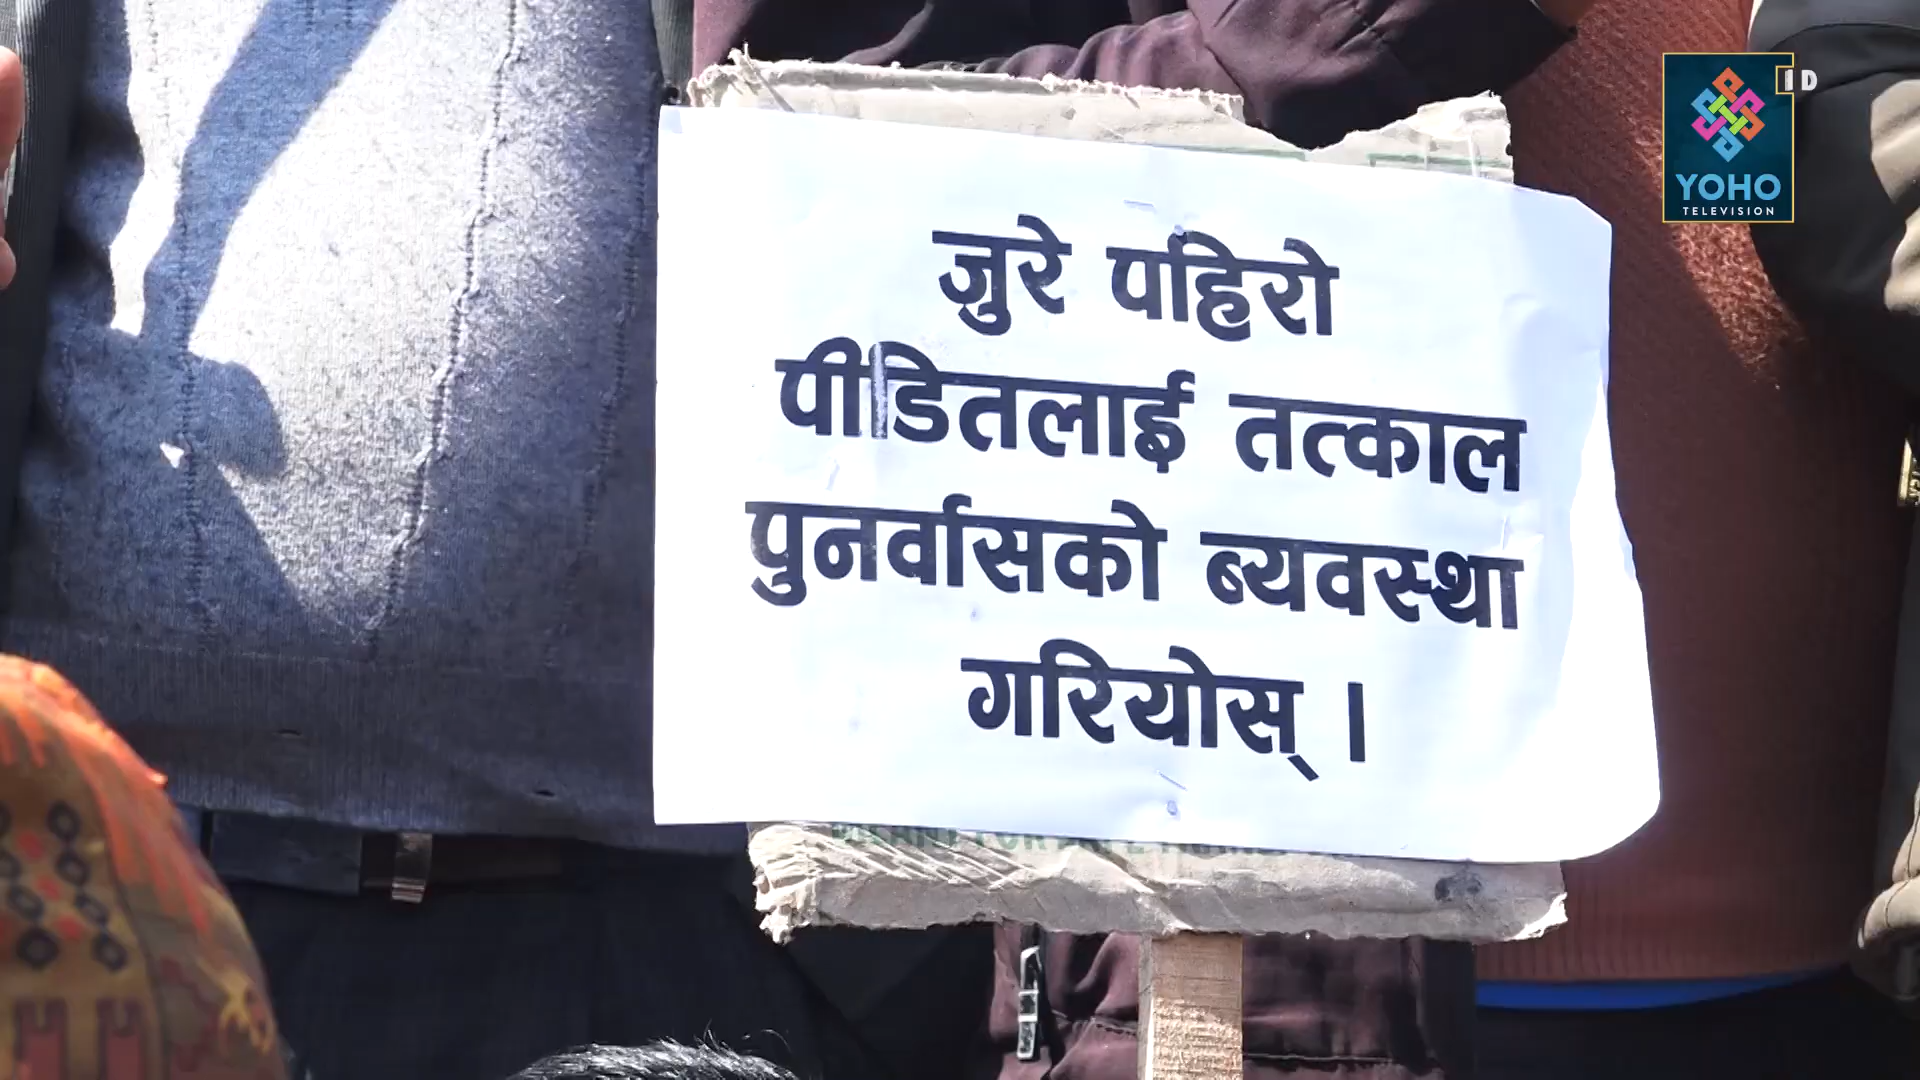 जुरे पहिरो
पीडितलाई तत्काल
पुनर्वासको ब्यवस्था
गरियोस् ।
YOHO
TELEVISION